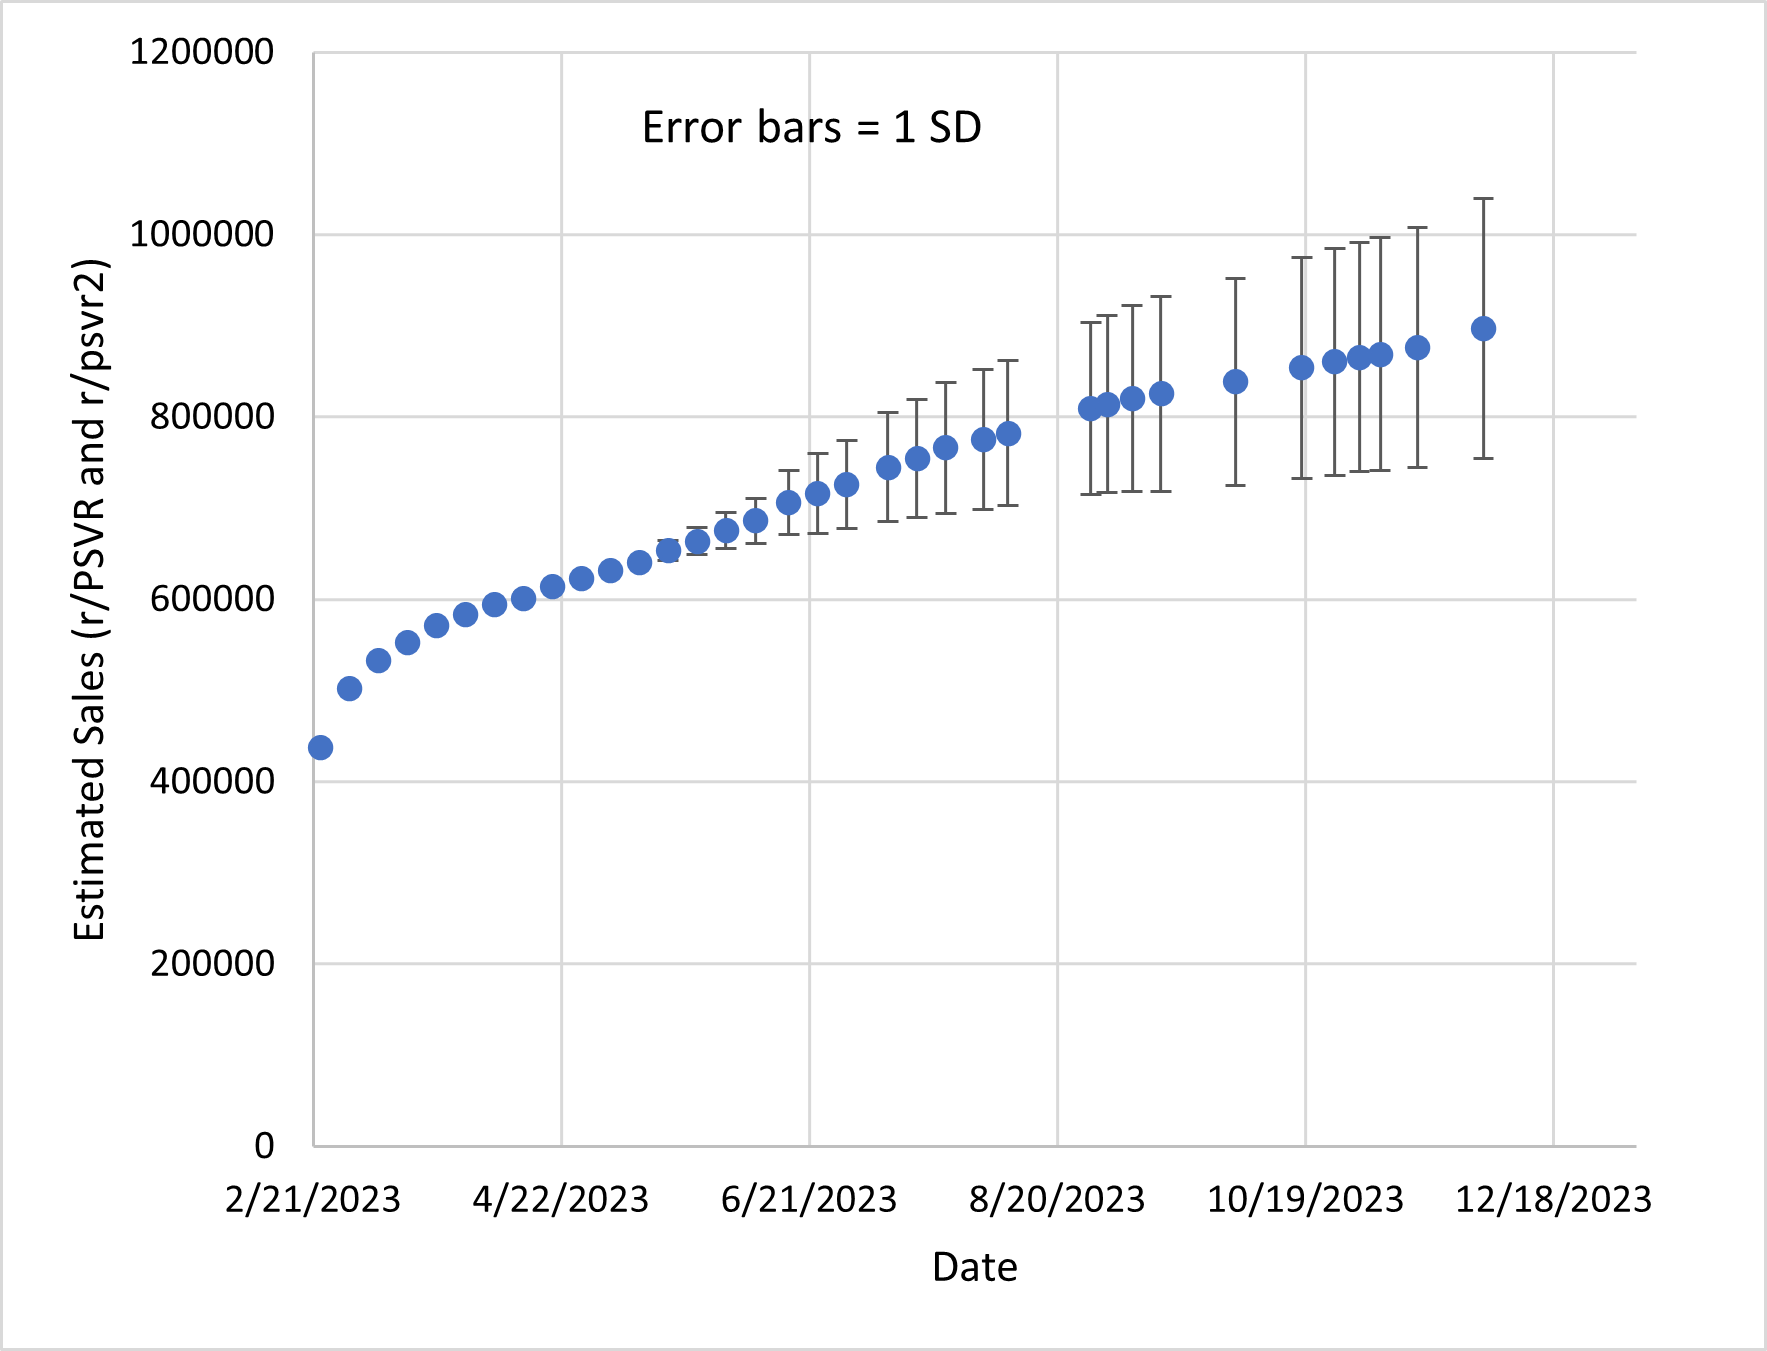 1200000
Error bars = 1 SD
1000000
800000
600000
400000
200000
0
Estimated Sales (r/PSVR and r/psvr2)
2/21/2023 4/22/2023 6/21/2023 8/20/2023 10/19/2023 12/18/2023
Date